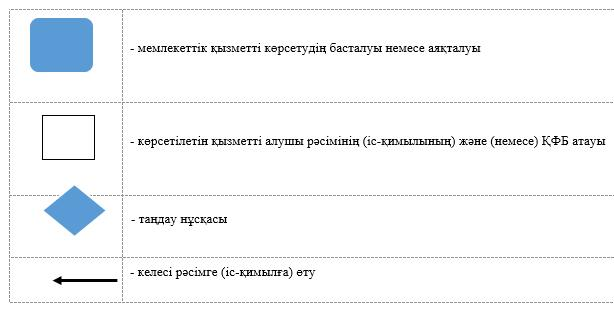 - мемлекеттік қызметті көрсетудің басталуы немесе аяқталуы
- көрсетілетін қызметті алушы рәсімінің (іс-қимылының) және (немесе) ҚФБ атауы
- таңдау нұсқасы
- келесі рәсімге (іс-қимылға) өту